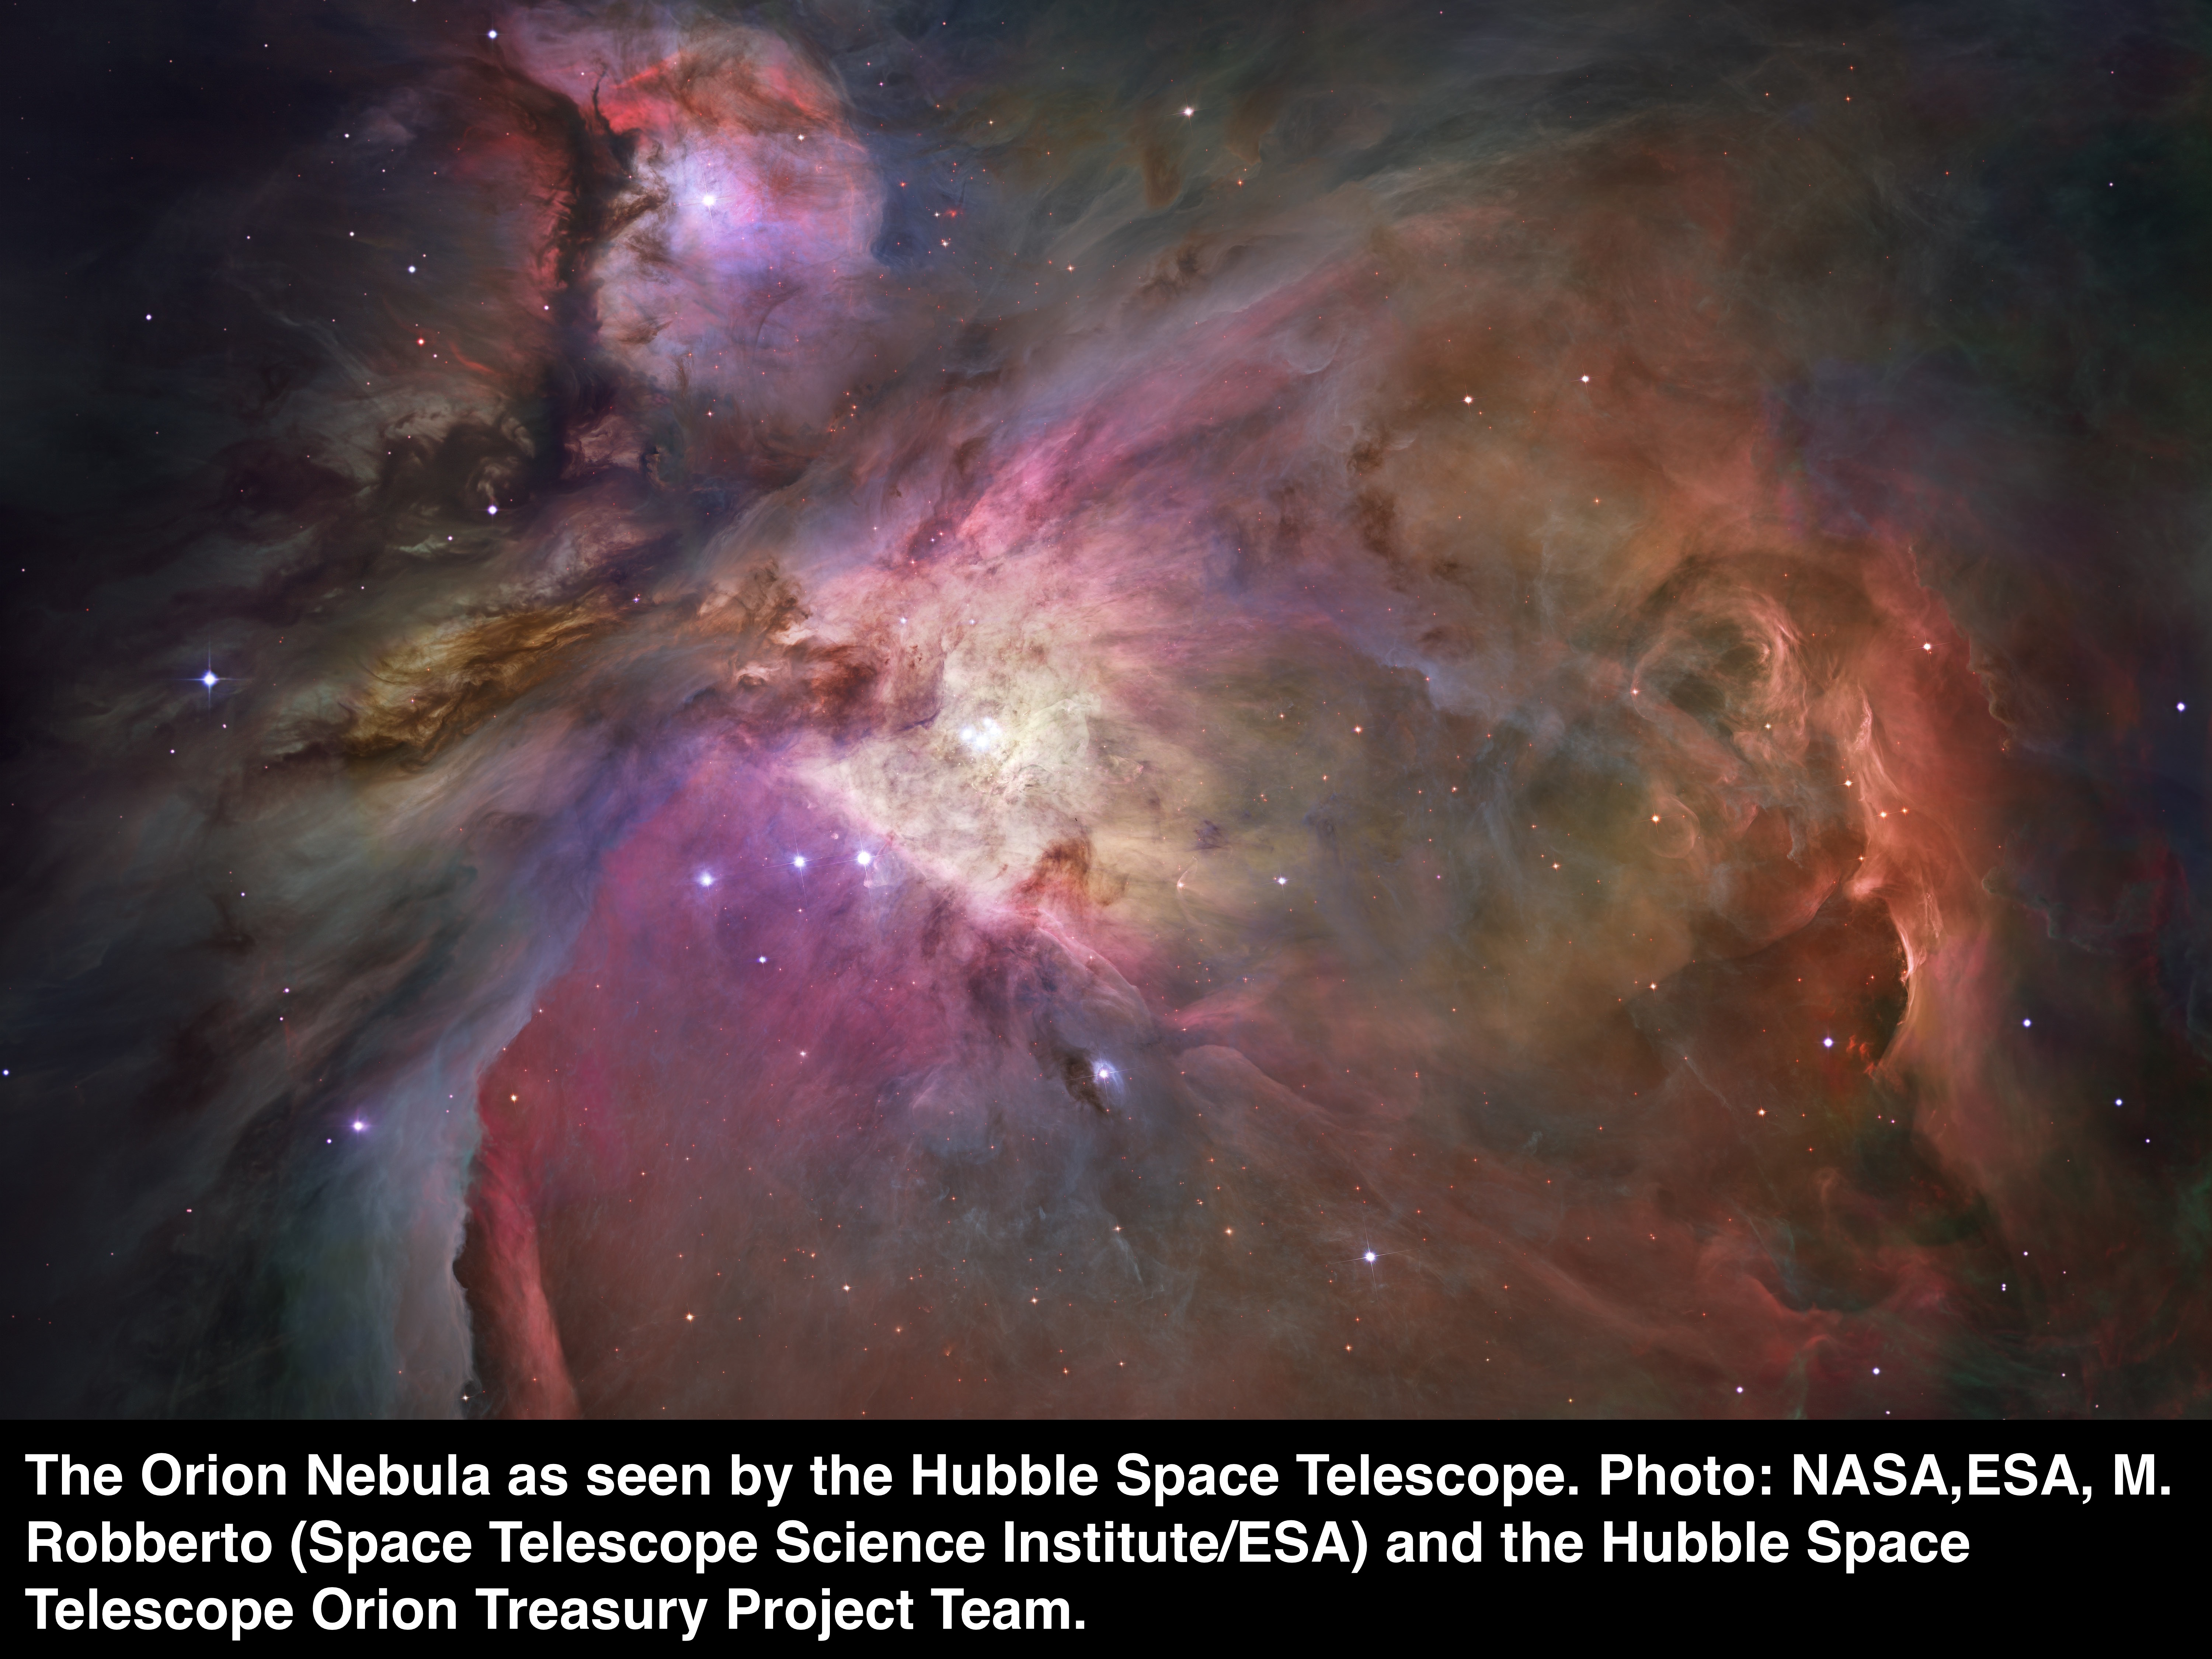 The Orion Nebula as seen by the Hubble Space Telescope. Photo: NASA,ESA, M.
Robberto (Space Telescope Science Institute/ESA) and the Hubble Space
Telescope Orion Treasury Project Team.